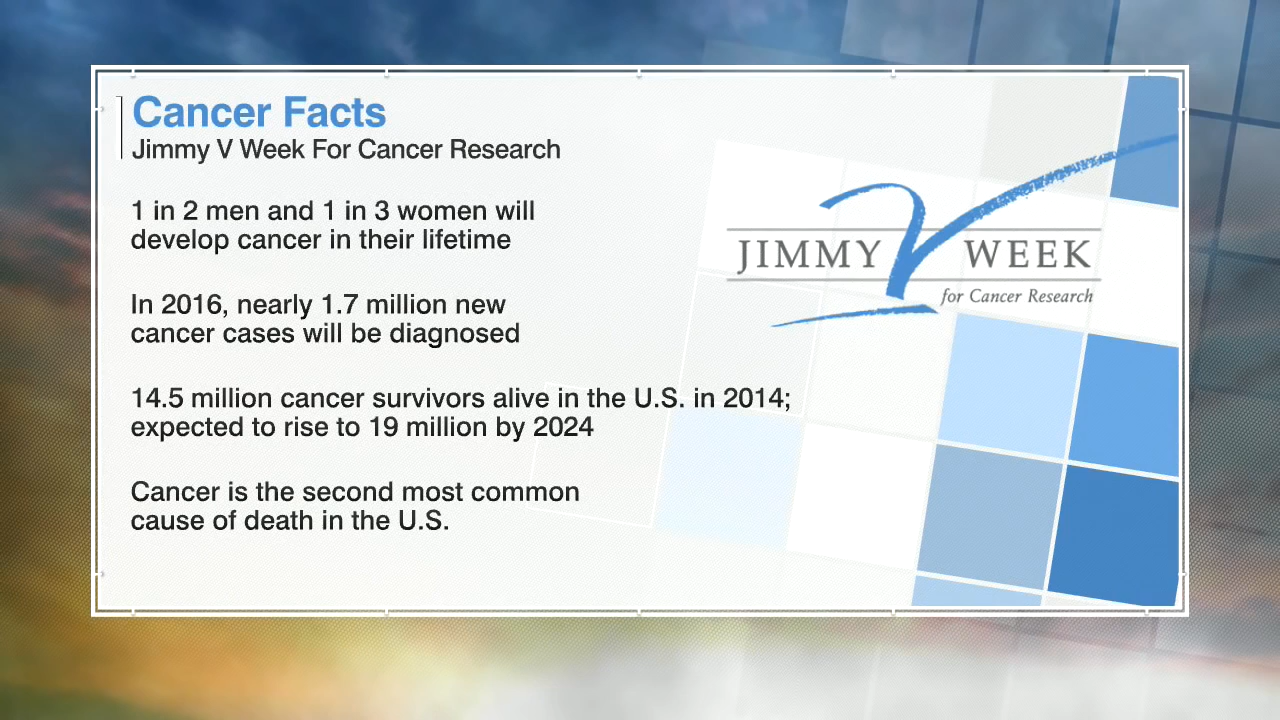 Cancer Facts
Jimmy V Week For Cancer Research
1 in 2 men and 1 in 3 women will
develop cancer in their lifetime
In 2016, nearly 1.7 million new
cancer cases will be diagnosed
14.5 million cancer survivors alive in the U.S. in 2014;
expected to rise to 19 million by 2024
Cancer is the second most common
cause of death in the U.S.
JIMMY V WEEK
for Cancer Research